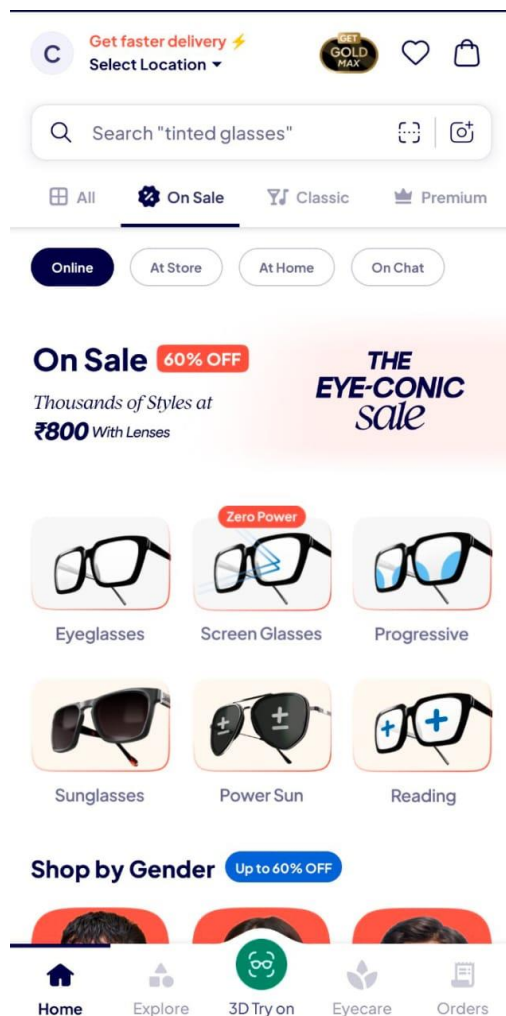 C
Get faster delivery ⚡
Select Location
GET
GOLD
MAX
Search "tinted glasses"
All
On Sale
Classic
Premium
Online
At Store
At Home
On Chat
On Sale 60% OFF
Thousands of Styles at
₹800 With Lenses
THE
EYE-CONIC
sale
Zero Power
Eyeglasses
Screen Glasses
Progressive
Sunglasses
Power Sun
Reading
Shop by Gender Up to 60% OFF
Home
Explore
3D Try on
Eyecare
Orders